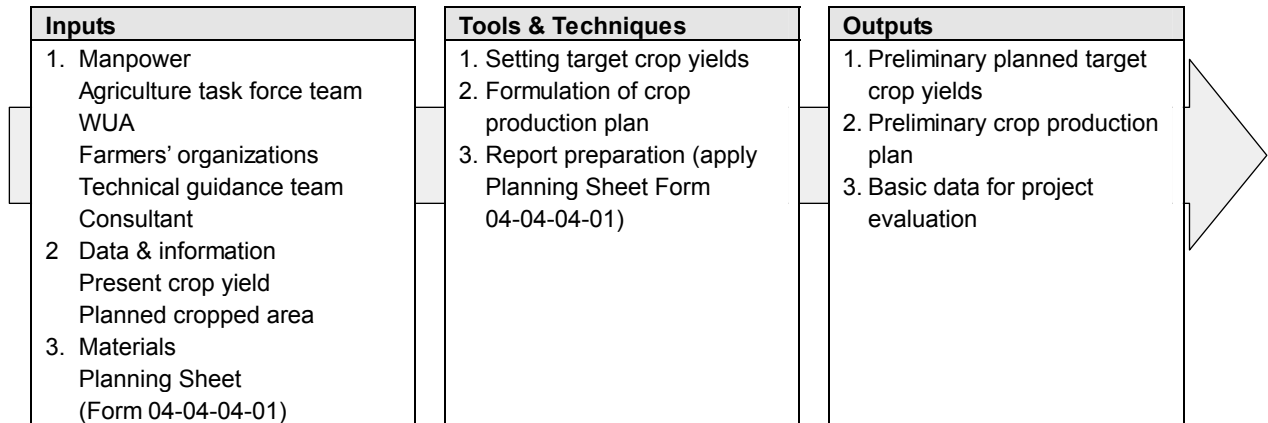 Inputs
1. Manpower
Agriculture task force team
WUA
Farmers' organizations
Technical guidance team
Consultant
2 Data & information
Present crop yield
Planned cropped area
3. Materials
Planning Sheet
(Form 04-04-04-01)
Tools & Techniques
1. Setting target crop yields
2. Formulation of crop
production plan
3. Report preparation (apply
Planning Sheet Form
04-04-04-01)
Outputs
1. Preliminary planned target
crop yields
2. Preliminary crop production
plan
3. Basic data for project
evaluation